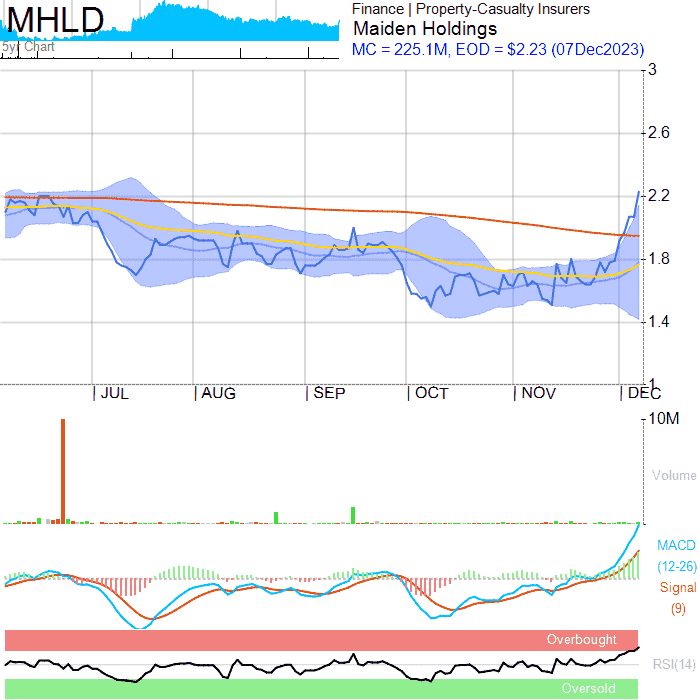 MHLD
5yr Chart
Finance | Property-Casualty Insurers
Maiden Holdings
MC = 225.1M, EOD = $2.23 (07Dec2023)
3
2.6
2.2
1.8
1.4
1
JUL AUG SEP OCT NOV DEC
10M
Volume
MACD
(12-26)
Signal
(9)
Overbought
RSI(14)
Oversold